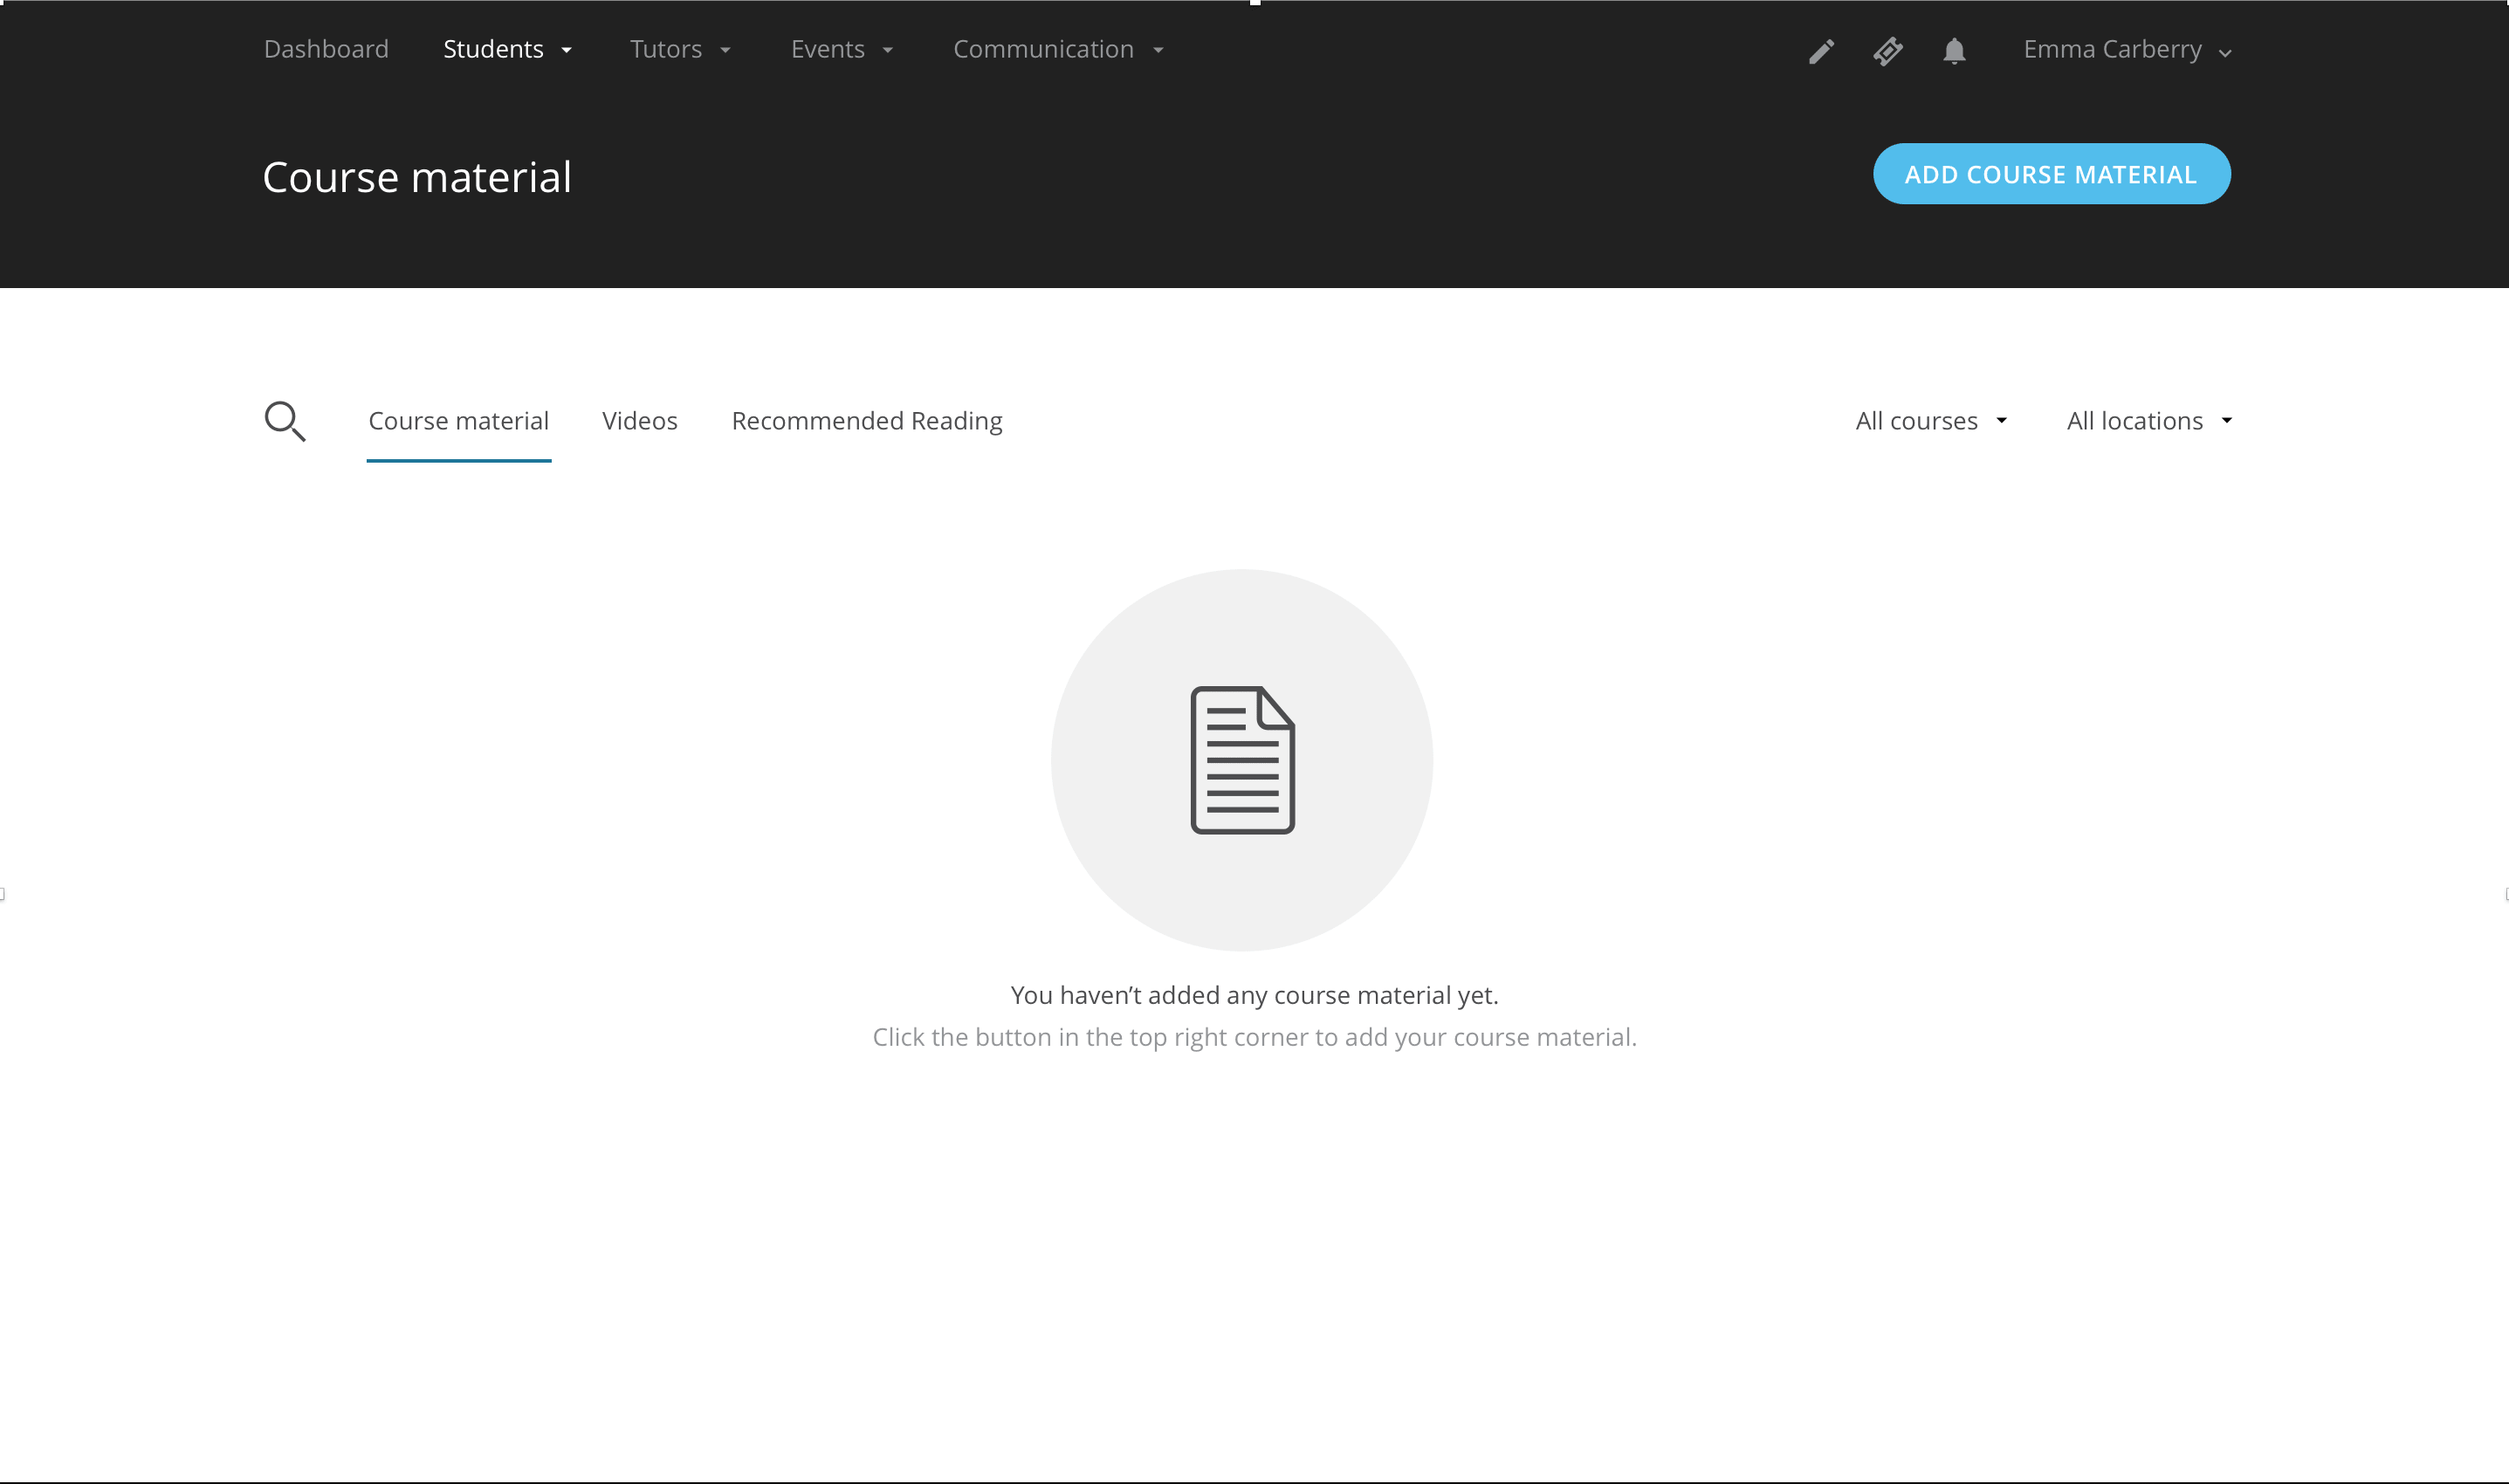 Dashboard Students Tutors Events Communication Emma Carberry
Course material ADD COURSE MATERIAL
Course material Videos Recommended Reading All courses All locations
You haven’t added any course material yet.
Click the button in the top right corner to add your course material.